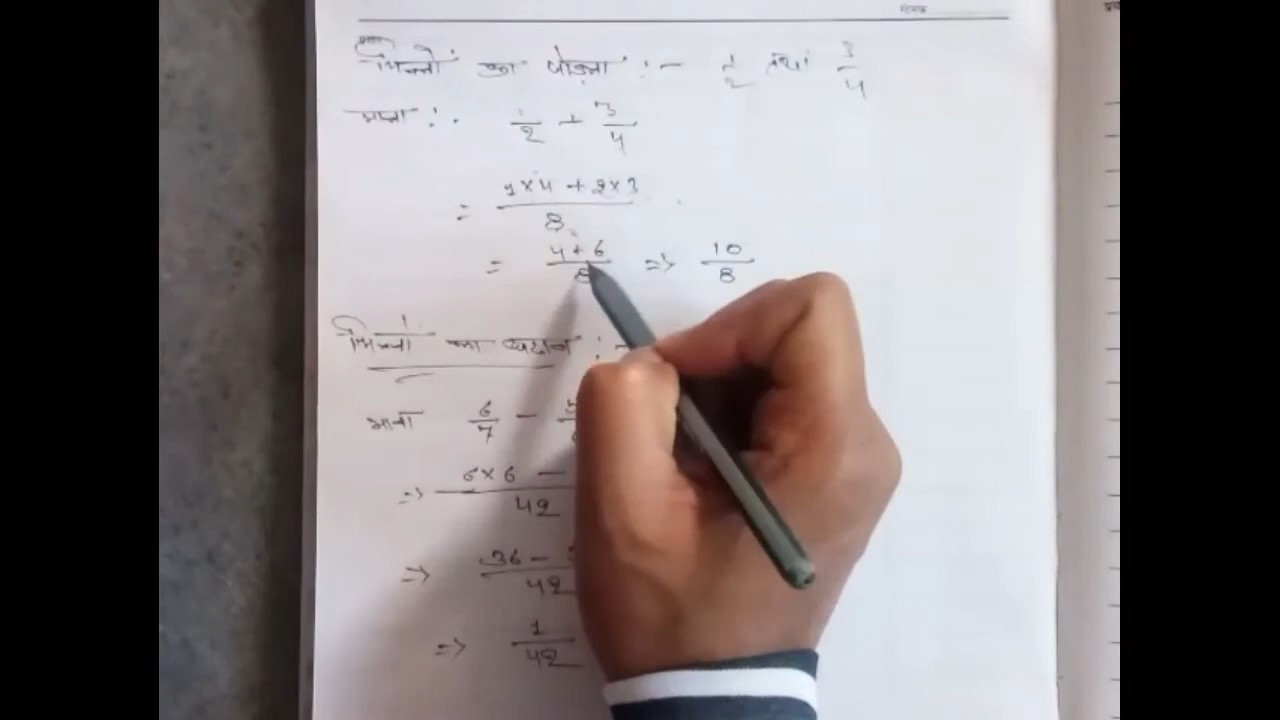 दिनांक
भिन्नों का जोड़ना :- 1/2 तथा 3/4
माना :- 1/2 + 3/4
= 1×4 + 2×3 / 8
= 4+6 / 8 => 10/8
भिन्नों का घटाव :-
माना 6/7 - 5
=> 6×6 - / 42
=> 36 - / 42
=> 1/42